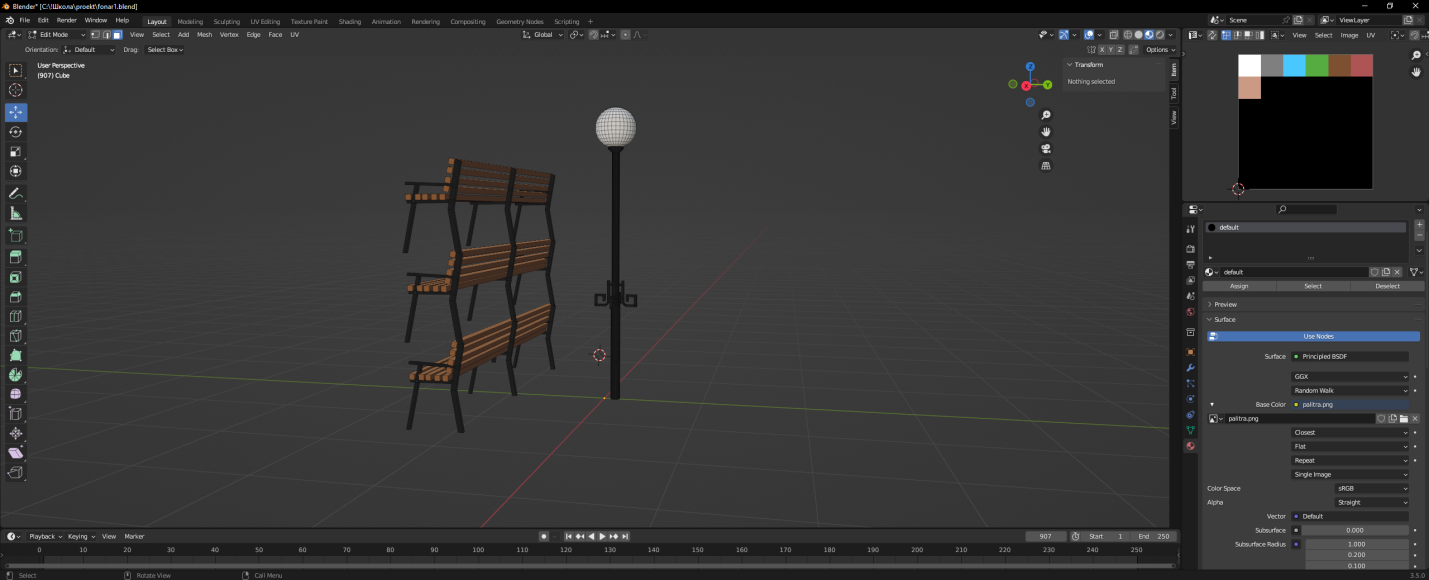 Blender* [C:\!Школа\proekt\fonar1.blend]
File Edit Render Window Help Layout Modeling Sculpting UV Editing Texture Paint Shading Animation Rendering Compositing Geometry Nodes Scripting + Scene ViewLayer
Edit Mode View Select Add Mesh Vertex Edge Face UV Global View Select Image UV
Orientation: Default Drag: Select Box X Y Z Options
User Perspective
(907) Cube
Transform
Nothing selected
Item
Tool
View
Z
X
Y
default
default
Assign Select Deselect
Preview
Surface
Use Nodes
Surface Principled BSDF
GGX
Random Walk
Base Color palitra.png
palitra.png
Closest
Flat
Repeat
Single Image
Color Space sRGB
Alpha Straight
Vector Default
Subsurface 0.000
Subsurface Radius 1.000
0.200
0.100
Playback Keying View Marker 907 Start 1 End 250
0 10 20 30 40 50 60 70 80 90 100 110 120 130 140 150 160 170 180 190 200 210 220 230 240 250
Select Rotate View Call Menu 3.5.0